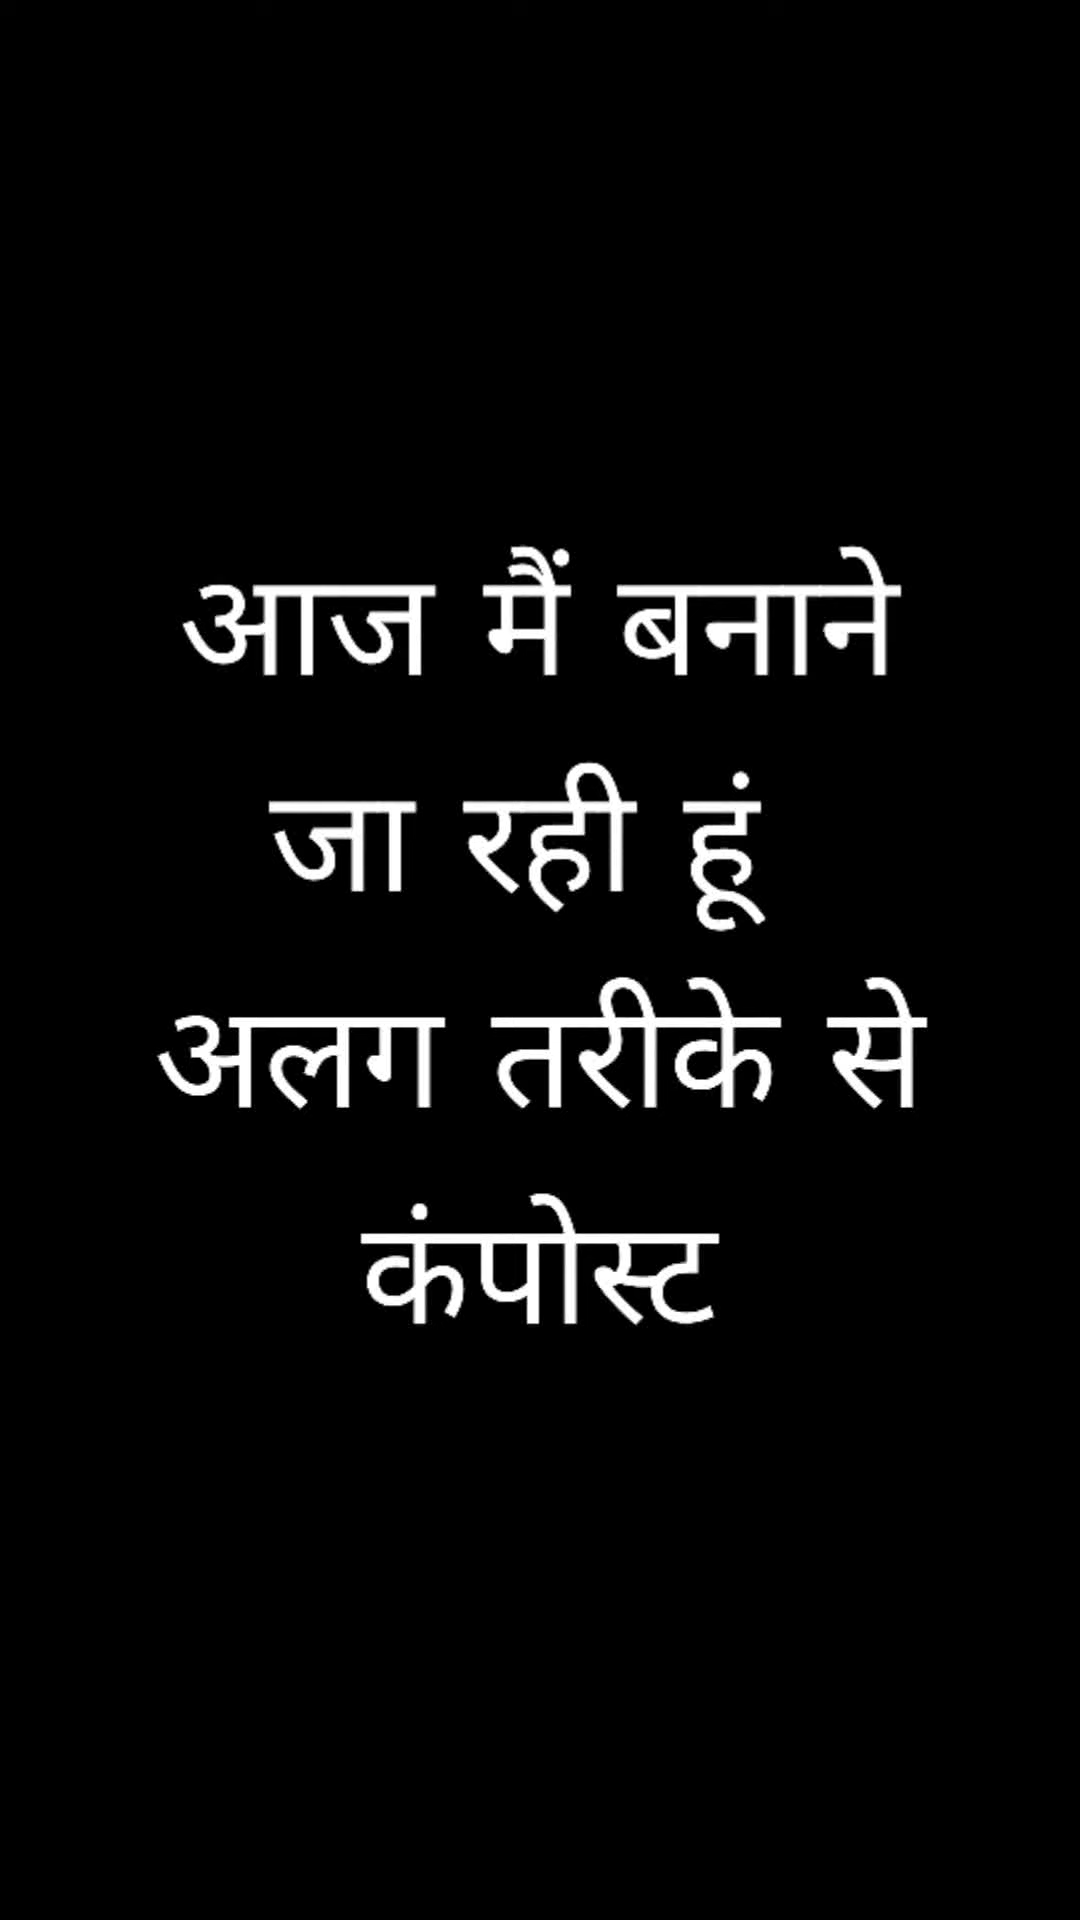 आज मैं बनाने
जा रही हूं
अलग तरीके से
कंपोस्ट